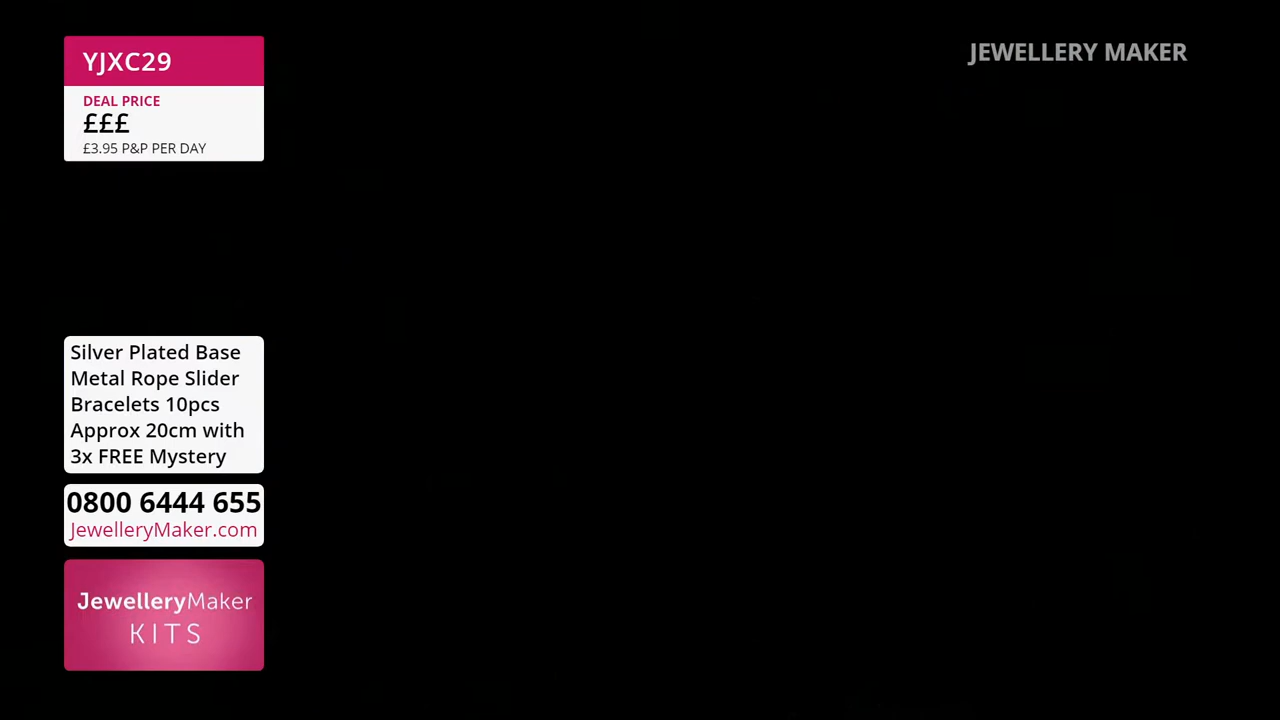 YJXC29
DEAL PRICE
£££
£3.95 P&P PER DAY
JEWELLERY MAKER
Silver Plated Base
Metal Rope Slider
Bracelets 10pcs
Approx 20cm with
3x FREE Mystery
0800 6444 655
JewelleryMaker.com
JewelleryMaker
KITS